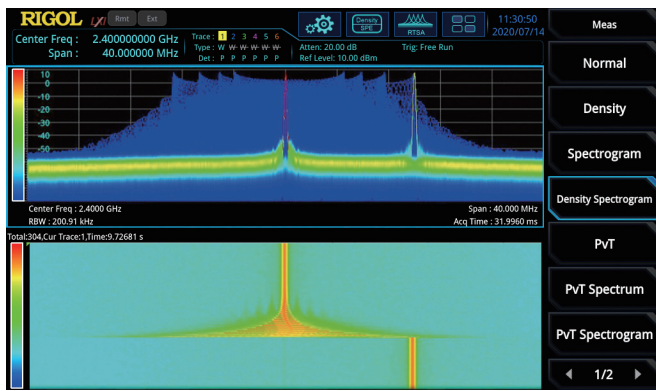 RIGOL LXI Rmt Ext
Density
SPE
RTSA
11:30:50
2020/07/14
Center Freq : 2.400000000 GHz
Span : 40.000000 MHz
Trace : 1 2 3 4 5 6
Type : W W W W W W
Det : P P P P P P
Atten: 20.00 dB
Ref Level: 10.00 dBm
Trig: Free Run
10
0
-10
-20
-30
-40
-50
Center Freq : 2.4000 GHz
RBW : 200.91 kHz
Span : 40.000 MHz
Acq Time : 31.9960 ms
Total:304,Cur Trace:1,Time:9.72681 s
Meas
Normal
Density
Spectrogram
Density Spectrogram
PvT
PvT Spectrum
PvT Spectrogram
1/2